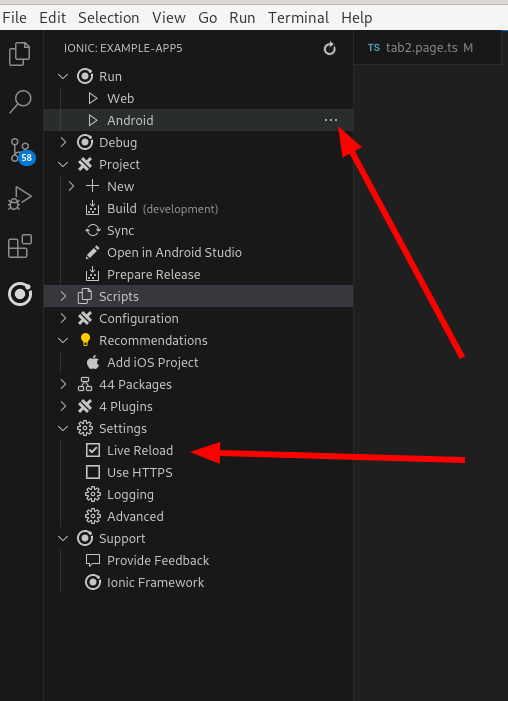 File Edit Selection View Go Run Terminal Help
IONIC: EXAMPLE-APP5
TS tab2.page.ts M
Run
Web
Android
Debug
58
Project
New
Build (development)
Sync
Open in Android Studio
Prepare Release
Scripts
Configuration
Recommendations
Add iOS Project
44 Packages
4 Plugins
Settings
Live Reload
Use HTTPS
Logging
Advanced
Support
Provide Feedback
Ionic Framework